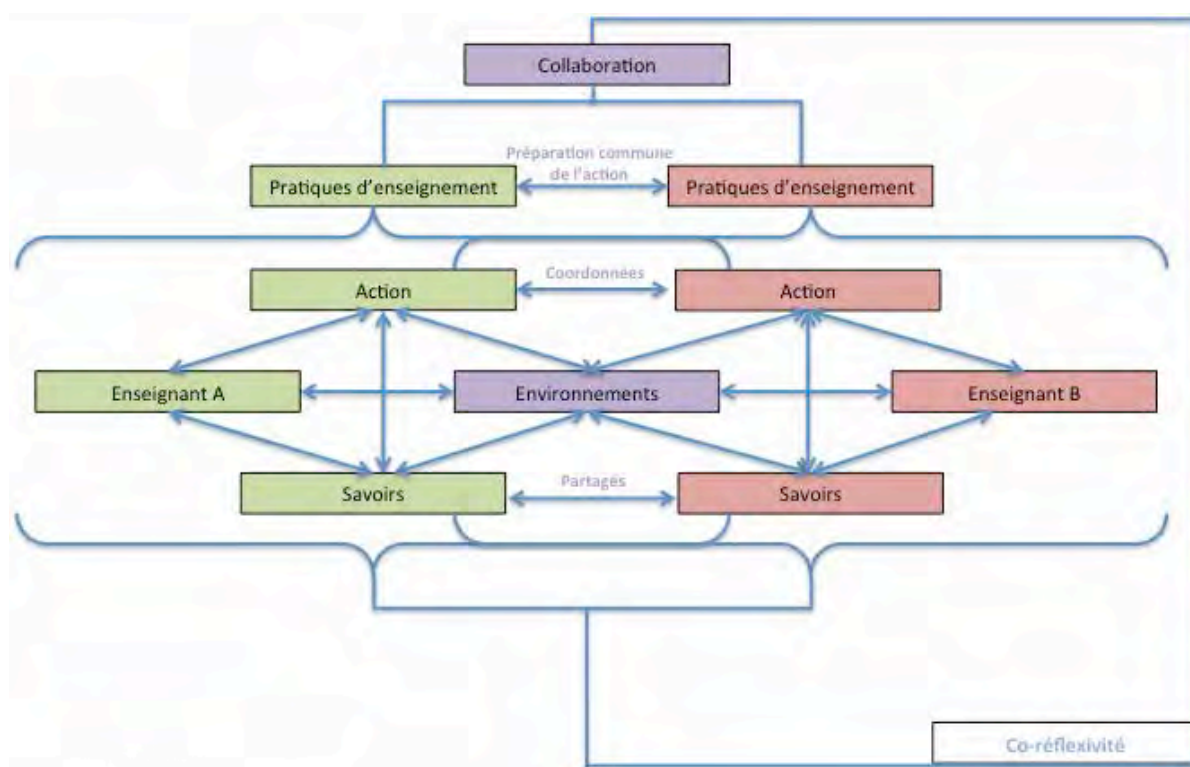 Collaboration
Préparation commune
de l'action
Pratiques d'enseignement
Pratiques d'enseignement
Coordonnées
Action
Action
Enseignant A
Environnements
Enseignant B
Partagés
Savoirs
Savoirs
Co-réflexivité